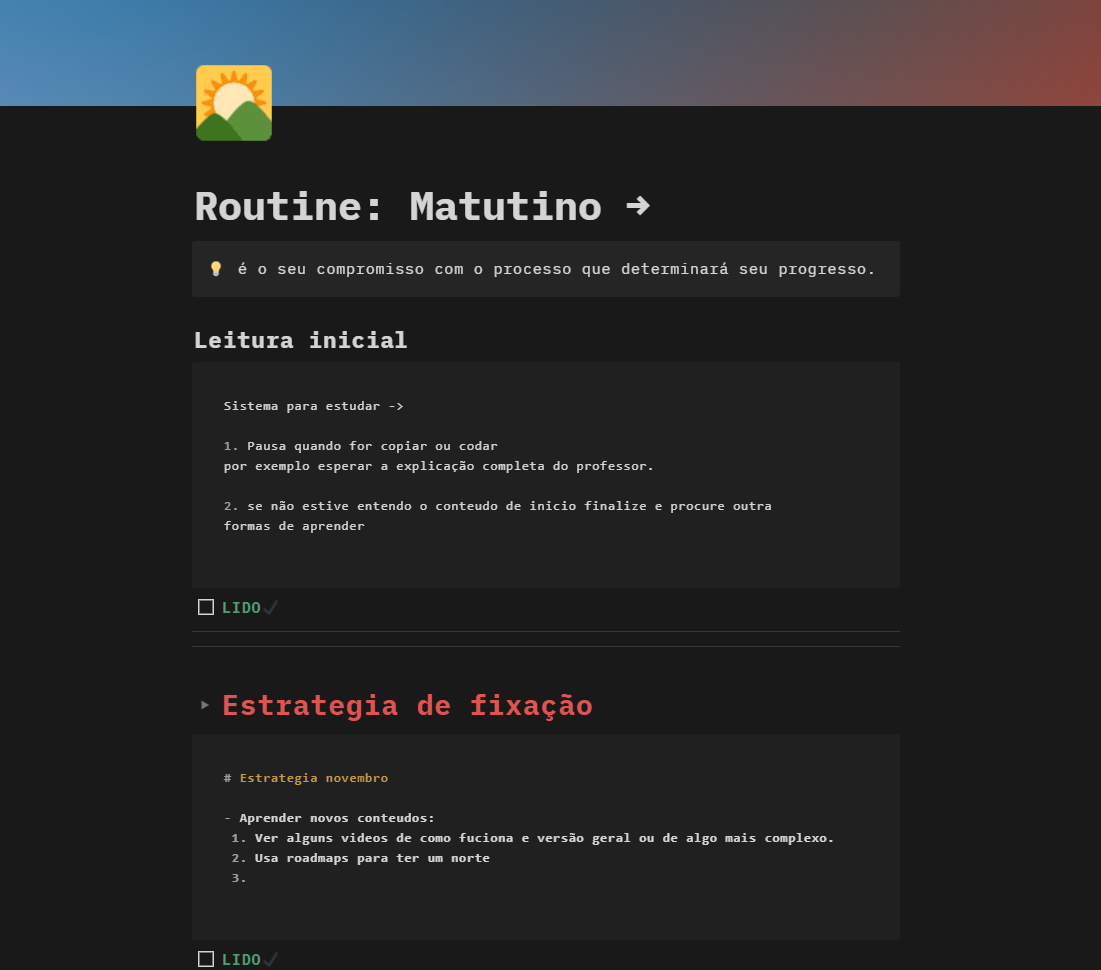 Routine: Matutino →
é o seu compromisso com o processo que determinará seu progresso.
Leitura inicial
Sistema para estudar ->
1. Pausa quando for copiar ou codar
por exemplo esperar a explicação completa do professor.
2. se não estive entendo o conteudo de inicio finalize e procure outra
formas de aprender
LIDO✓
Estrategia de fixação
# Estrategia novembro
- Aprender novos conteudos:
1. Ver alguns videos de como fuciona e versão geral ou de algo mais complexo.
2. Usa roadmaps para ter um norte
3.
LIDO✓